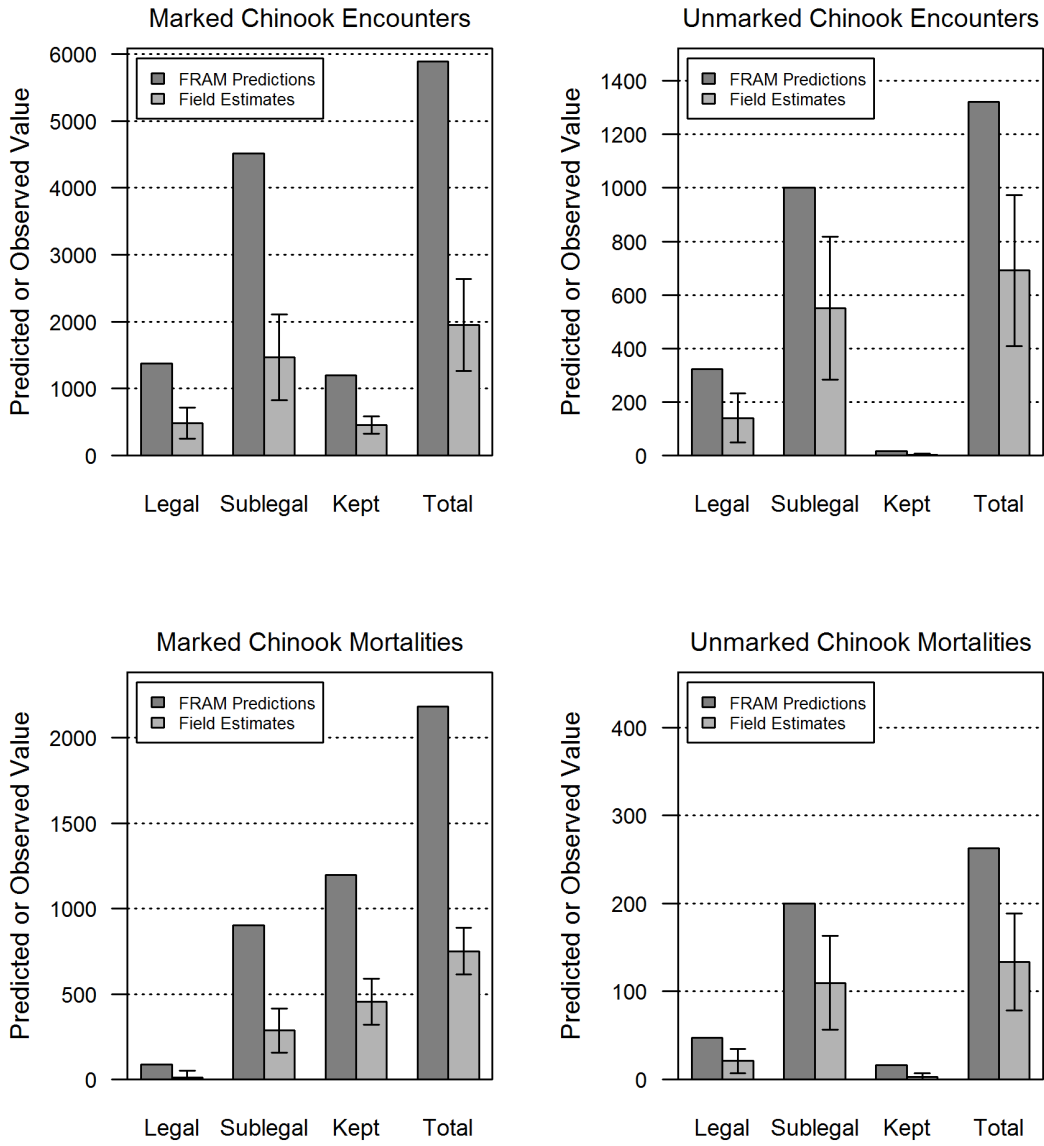 Marked Chinook Encounters
Predicted or Observed Value
6000
5000
4000
3000
2000
1000
0
FRAM Predictions
Field Estimates
Legal Sublegal Kept Total
Unmarked Chinook Encounters
Predicted or Observed Value
1400
1200
1000
800
600
400
200
0
FRAM Predictions
Field Estimates
Legal Sublegal Kept Total
Marked Chinook Mortalities
Predicted or Observed Value
2000
1500
1000
500
0
FRAM Predictions
Field Estimates
Legal Sublegal Kept Total
Unmarked Chinook Mortalities
Predicted or Observed Value
400
300
200
100
0
FRAM Predictions
Field Estimates
Legal Sublegal Kept Total